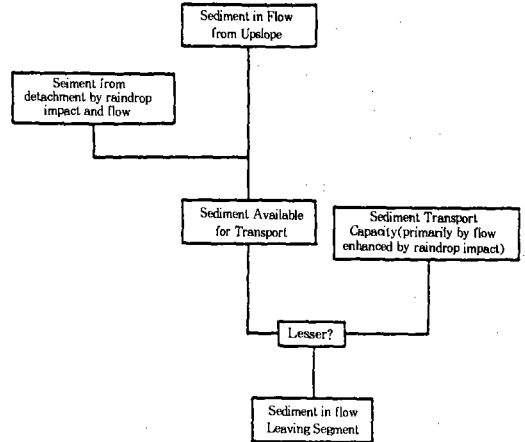 Sediment in Flow
from Upslope
Seiment from
detachment by raindrop
impact and flow
Sediment Available
for Transport
Sediment Transport
Capacity(primarily by flow
enhanced by raindrop impact)
Lesser?
Sediment in flow
Leaving Segment